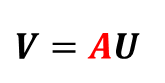 V = AU